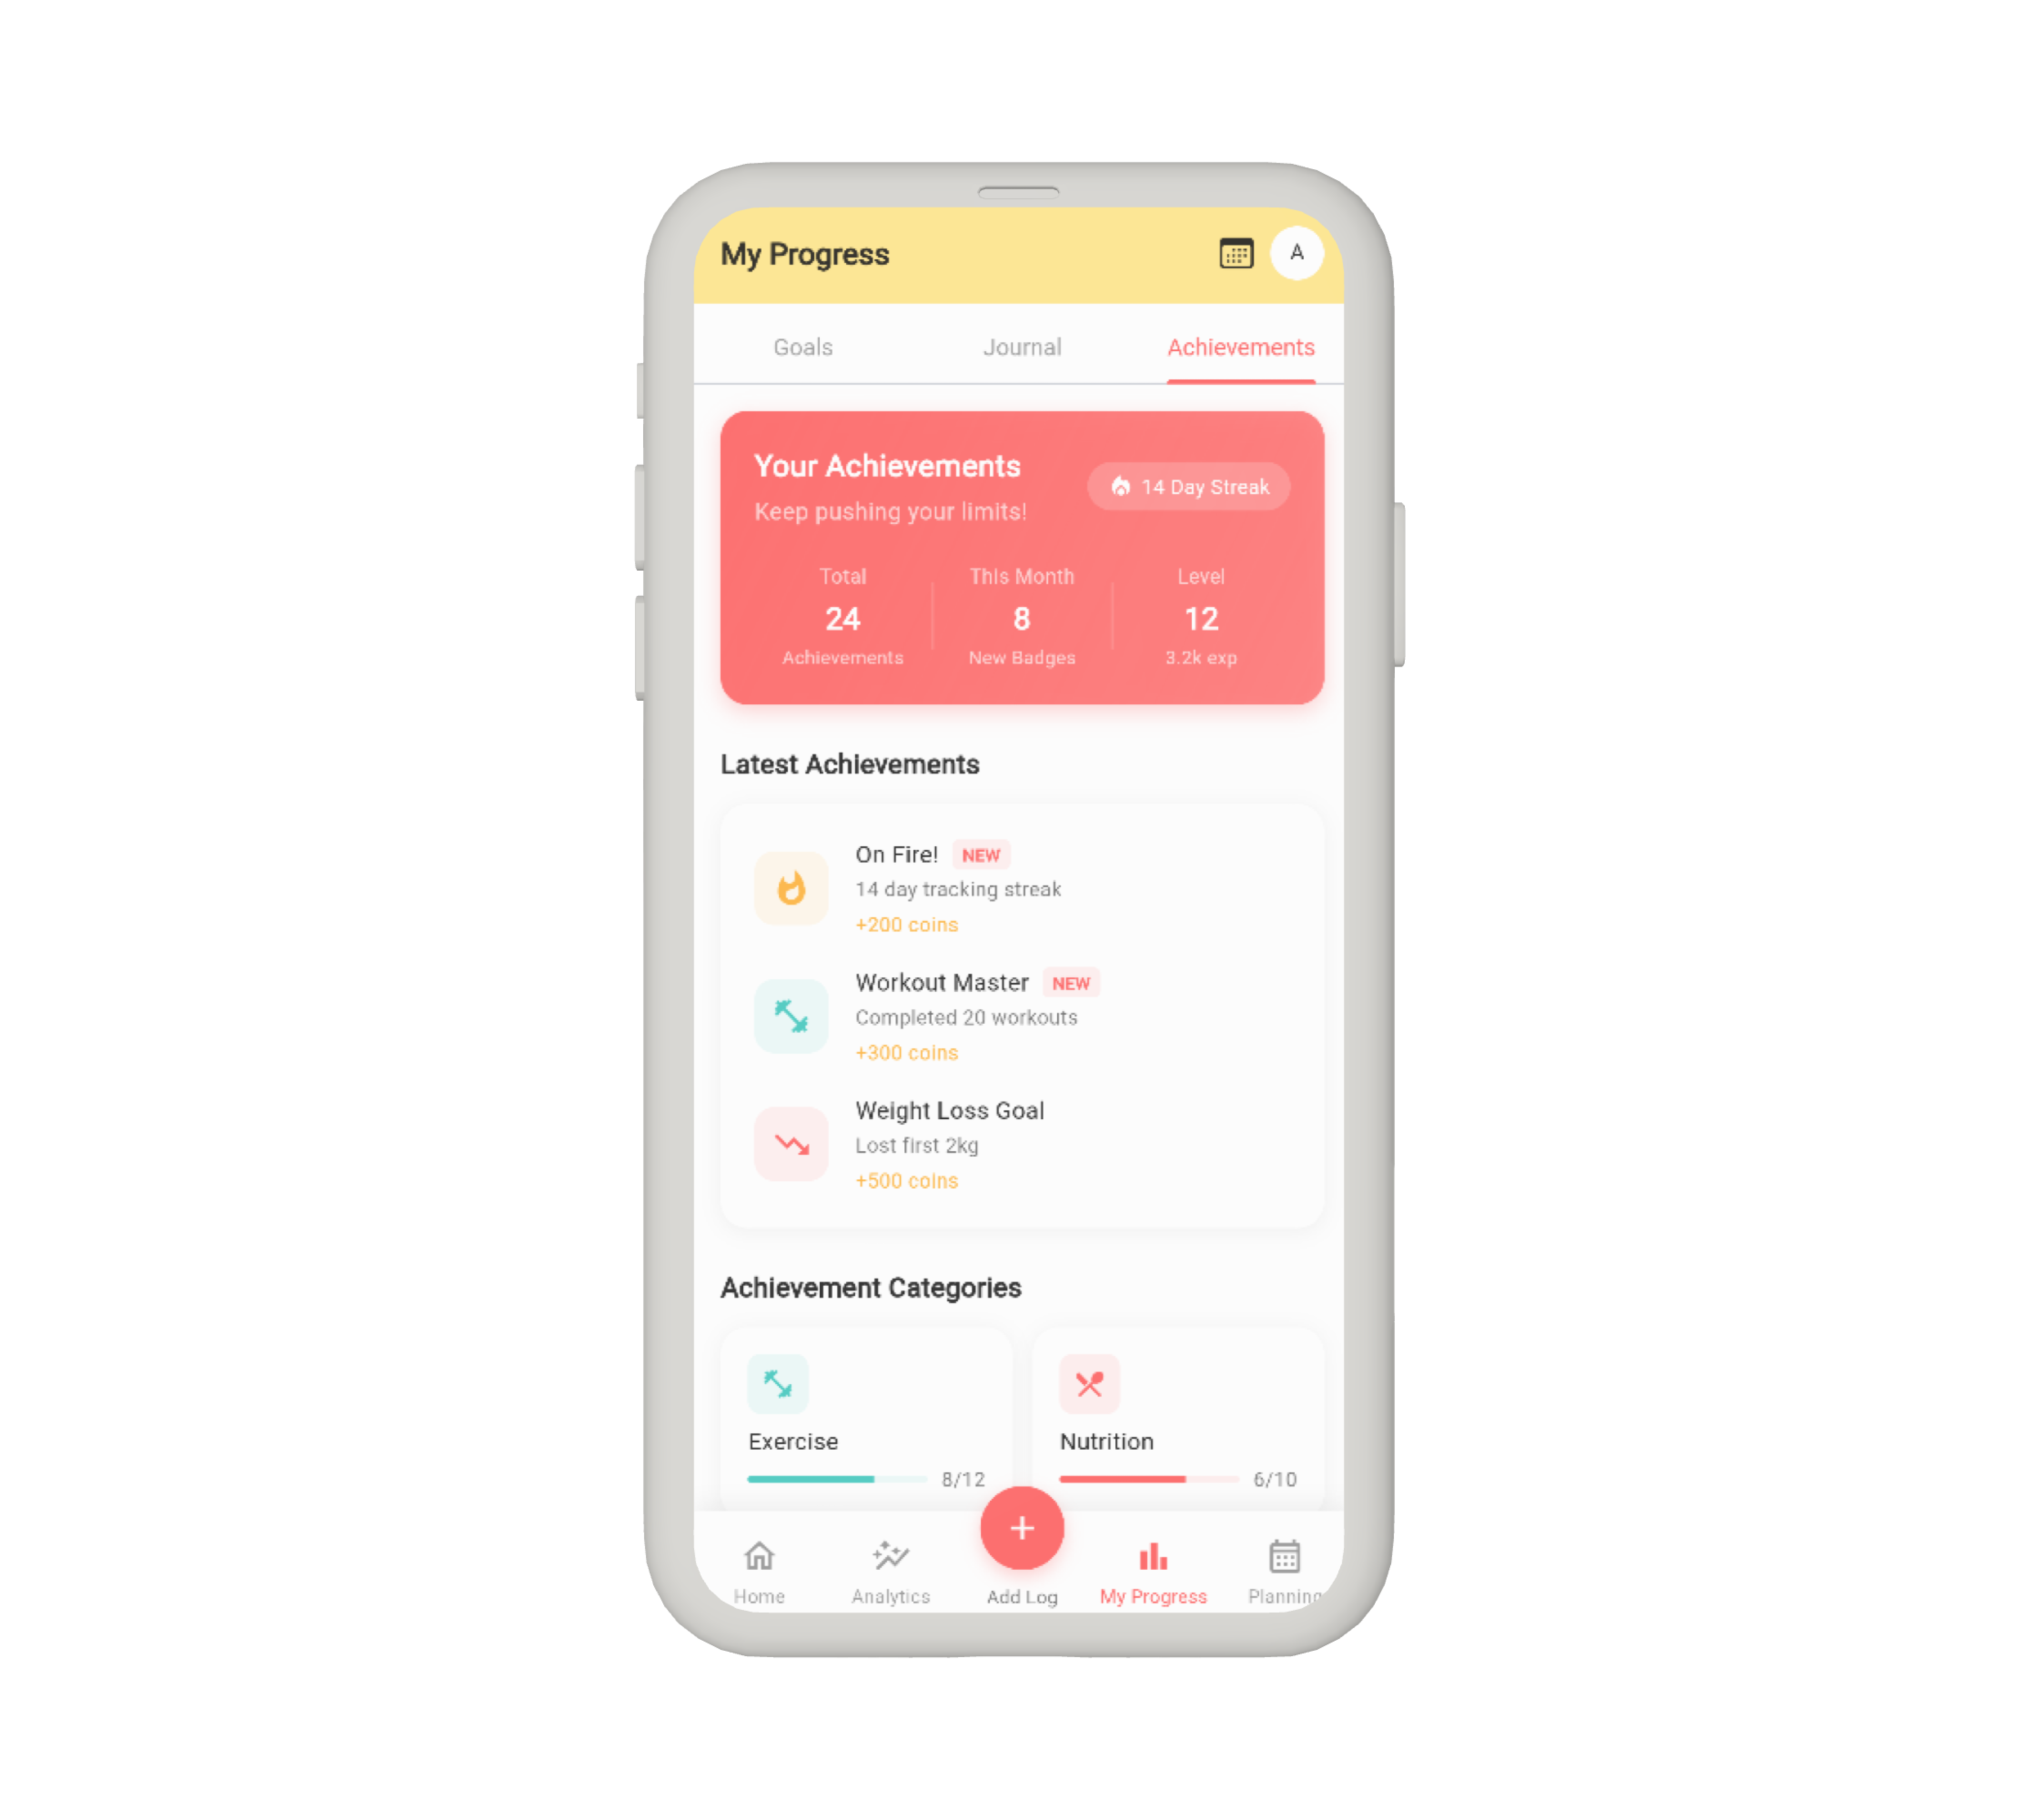 My Progress
A
Goals
Journal
Achievements
Your Achievements
14 Day Streak
Keep pushing your limits!
Total
This Month
Level
24
8
12
Achievements
New Badges
3.2k exp
Latest Achievements
On Fire! NEW
14 day tracking streak
+200 coins
Workout Master NEW
Completed 20 workouts
+300 coins
Weight Loss Goal
Lost first 2kg
+500 coins
Achievement Categories
Exercise
8/12
Nutrition
6/10
Home
Analytics
Add Log
My Progress
Planning